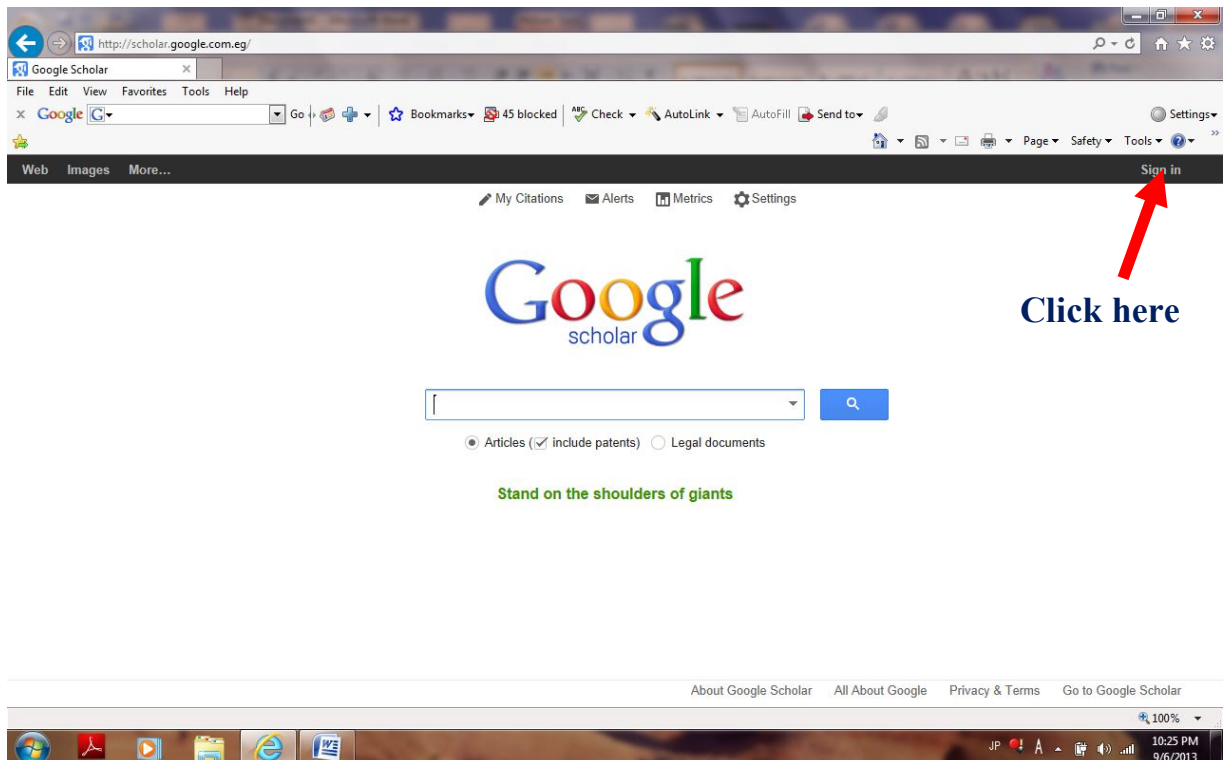 http://scholar.google.com.eg/
Google Scholar
File Edit View Favorites Tools Help
x Google G Go Bookmarks 45 blocked ABC Check AutoLink AutoFill Send to Settings
Page Safety Tools »
Web Images More... Sign in
My Citations Alerts Metrics Settings
Google
scholar
Click here
Articles ( include patents) Legal documents
Stand on the shoulders of giants
About Google Scholar All About Google Privacy & Terms Go to Google Scholar
100%
JP A 10:25 PM
9/6/2013